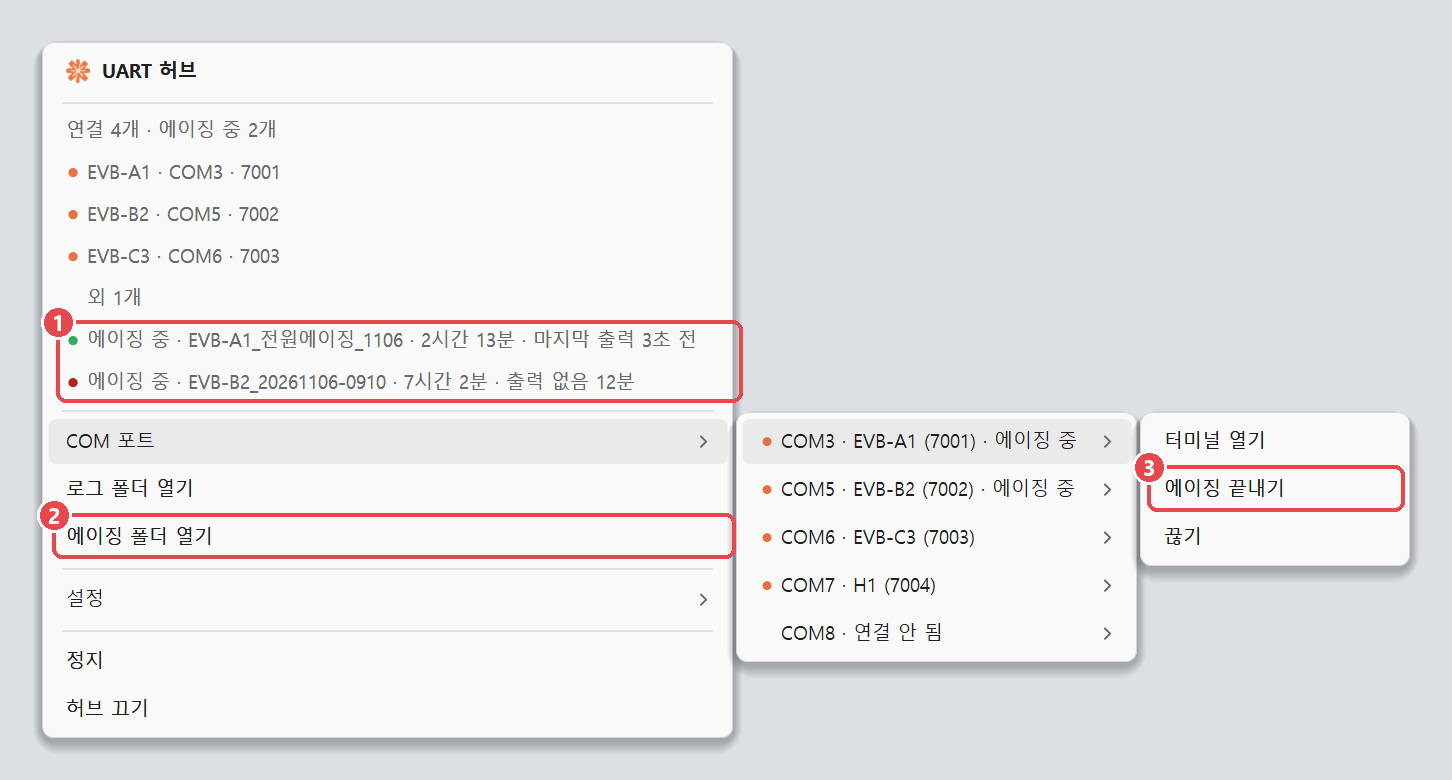 UART 허브
연결 4개 · 에이징 중 2개
EVB-A1 · COM3 · 7001
EVB-B2 · COM5 · 7002
EVB-C3 · COM6 · 7003
외 1개
1
에이징 중 · EVB-A1_전원에이징_1106 · 2시간 13분 · 마지막 출력 3초 전
에이징 중 · EVB-B2_20261106-0910 · 7시간 2분 · 출력 없음 12분
COM 포트
로그 폴더 열기
2
에이징 폴더 열기
설정
정지
허브 끄기
COM3 · EVB-A1 (7001) · 에이징 중
COM5 · EVB-B2 (7002) · 에이징 중
COM6 · EVB-C3 (7003)
COM7 · H1 (7004)
COM8 · 연결 안 됨
터미널 열기
3
에이징 끝내기
끊기